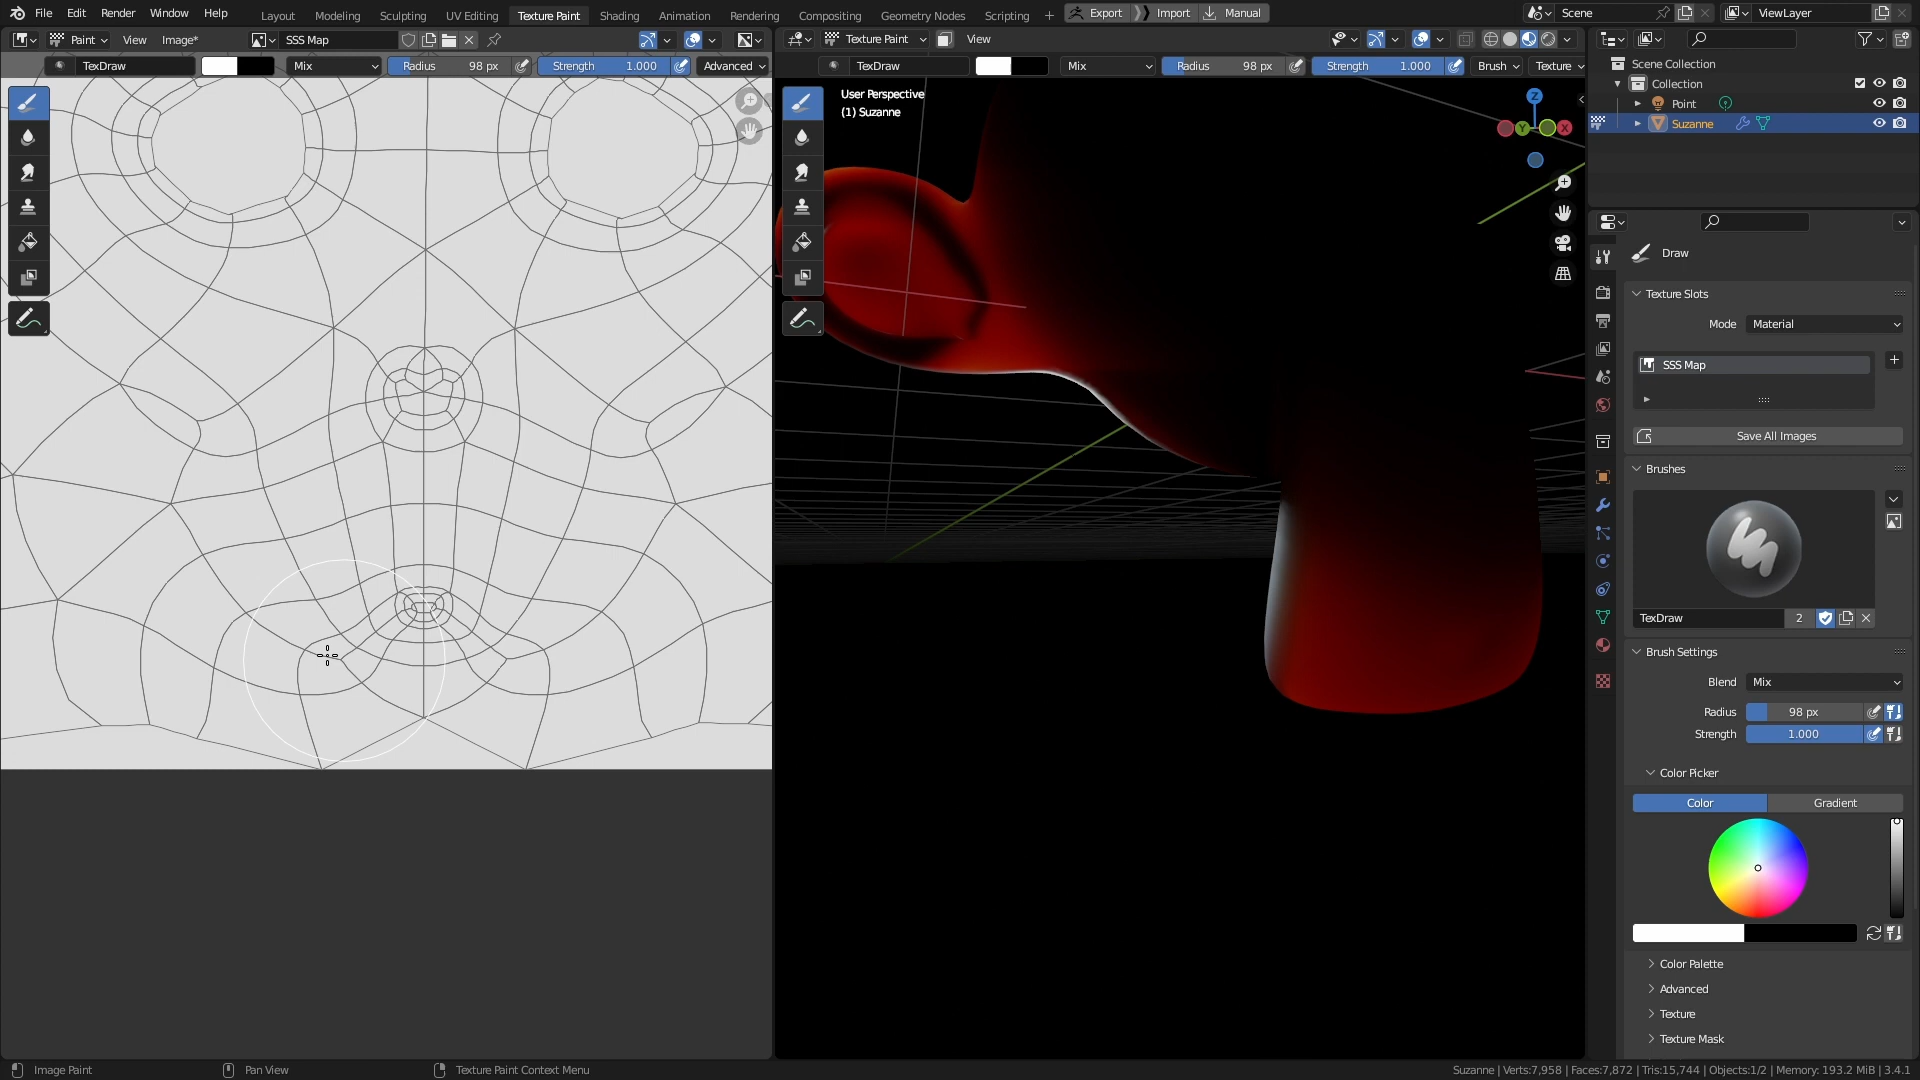 File Edit Render Window Help Layout Modeling Sculpting UV Editing Texture Paint Shading Animation Rendering Compositing Geometry Nodes Scripting + Export Import Manual Scene ViewLayer
Paint View Image* SSS Map Texture Paint View
TexDraw Mix Radius 98 px Strength 1.000 Advanced TexDraw Mix Radius 98 px Strength 1.000 Brush Texture
Scene Collection
Collection
Point
Suzanne
User Perspective
(1) Suzanne
Z
Y
X
Draw
Texture Slots
Mode Material
SSS Map
Save All Images
Brushes
TexDraw 2
Brush Settings
Blend Mix
Radius 98 px
Strength 1.000
Color Picker
Color Gradient
Color Palette
Advanced
Texture
Texture Mask
Image Paint Pan View Texture Paint Context Menu Suzanne | Verts:7,958 | Faces:7,872 | Tris:15,744 | Objects:1/2 | Memory: 193.2 MiB | 3.4.1